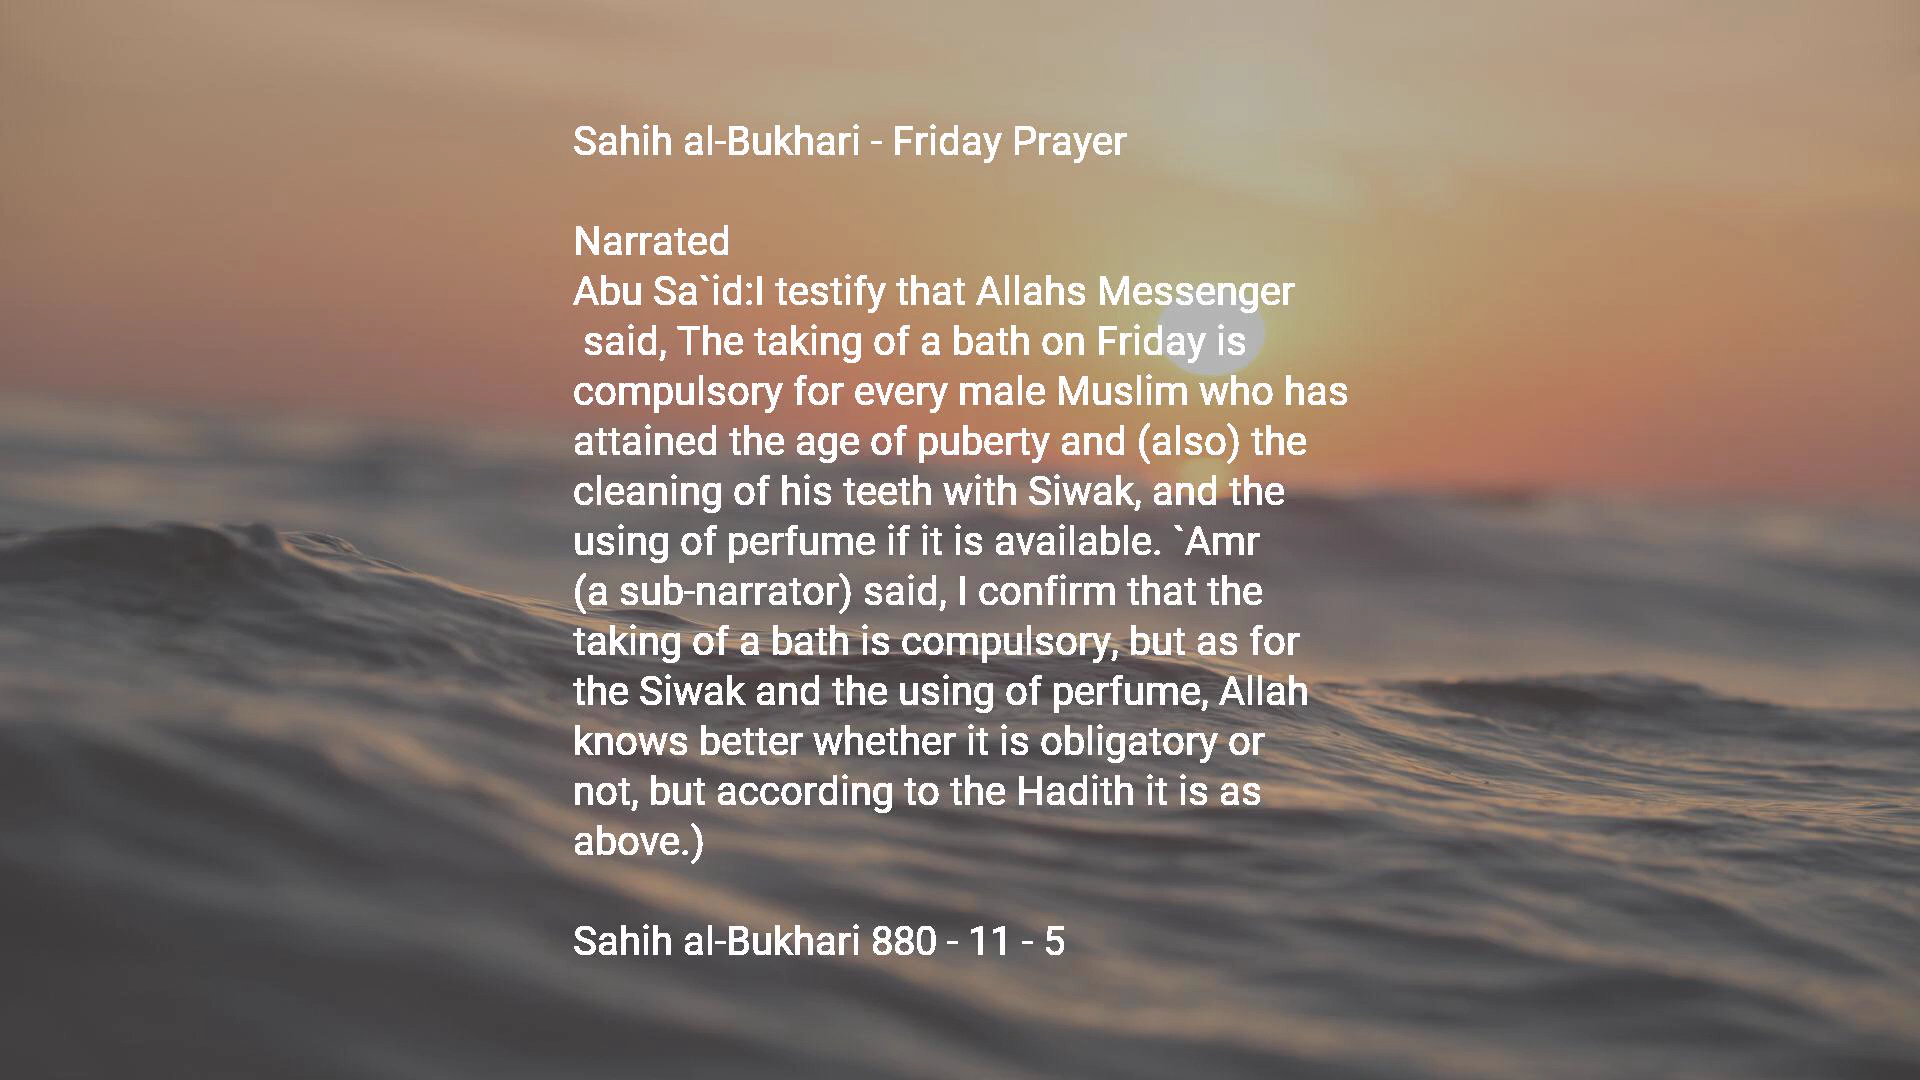 Sahih al-Bukhari - Friday Prayer
Narrated
Abu Sa`id:I testify that Allahs Messenger
said, The taking of a bath on Friday is
compulsory for every male Muslim who has
attained the age of puberty and (also) the
cleaning of his teeth with Siwak, and the
using of perfume if it is available. `Amr
(a sub-narrator) said, I confirm that the
taking of a bath is compulsory, but as for
the Siwak and the using of perfume, Allah
knows better whether it is obligatory or
not, but according to the Hadith it is as
above.)
Sahih al-Bukhari 880 - 11 - 5